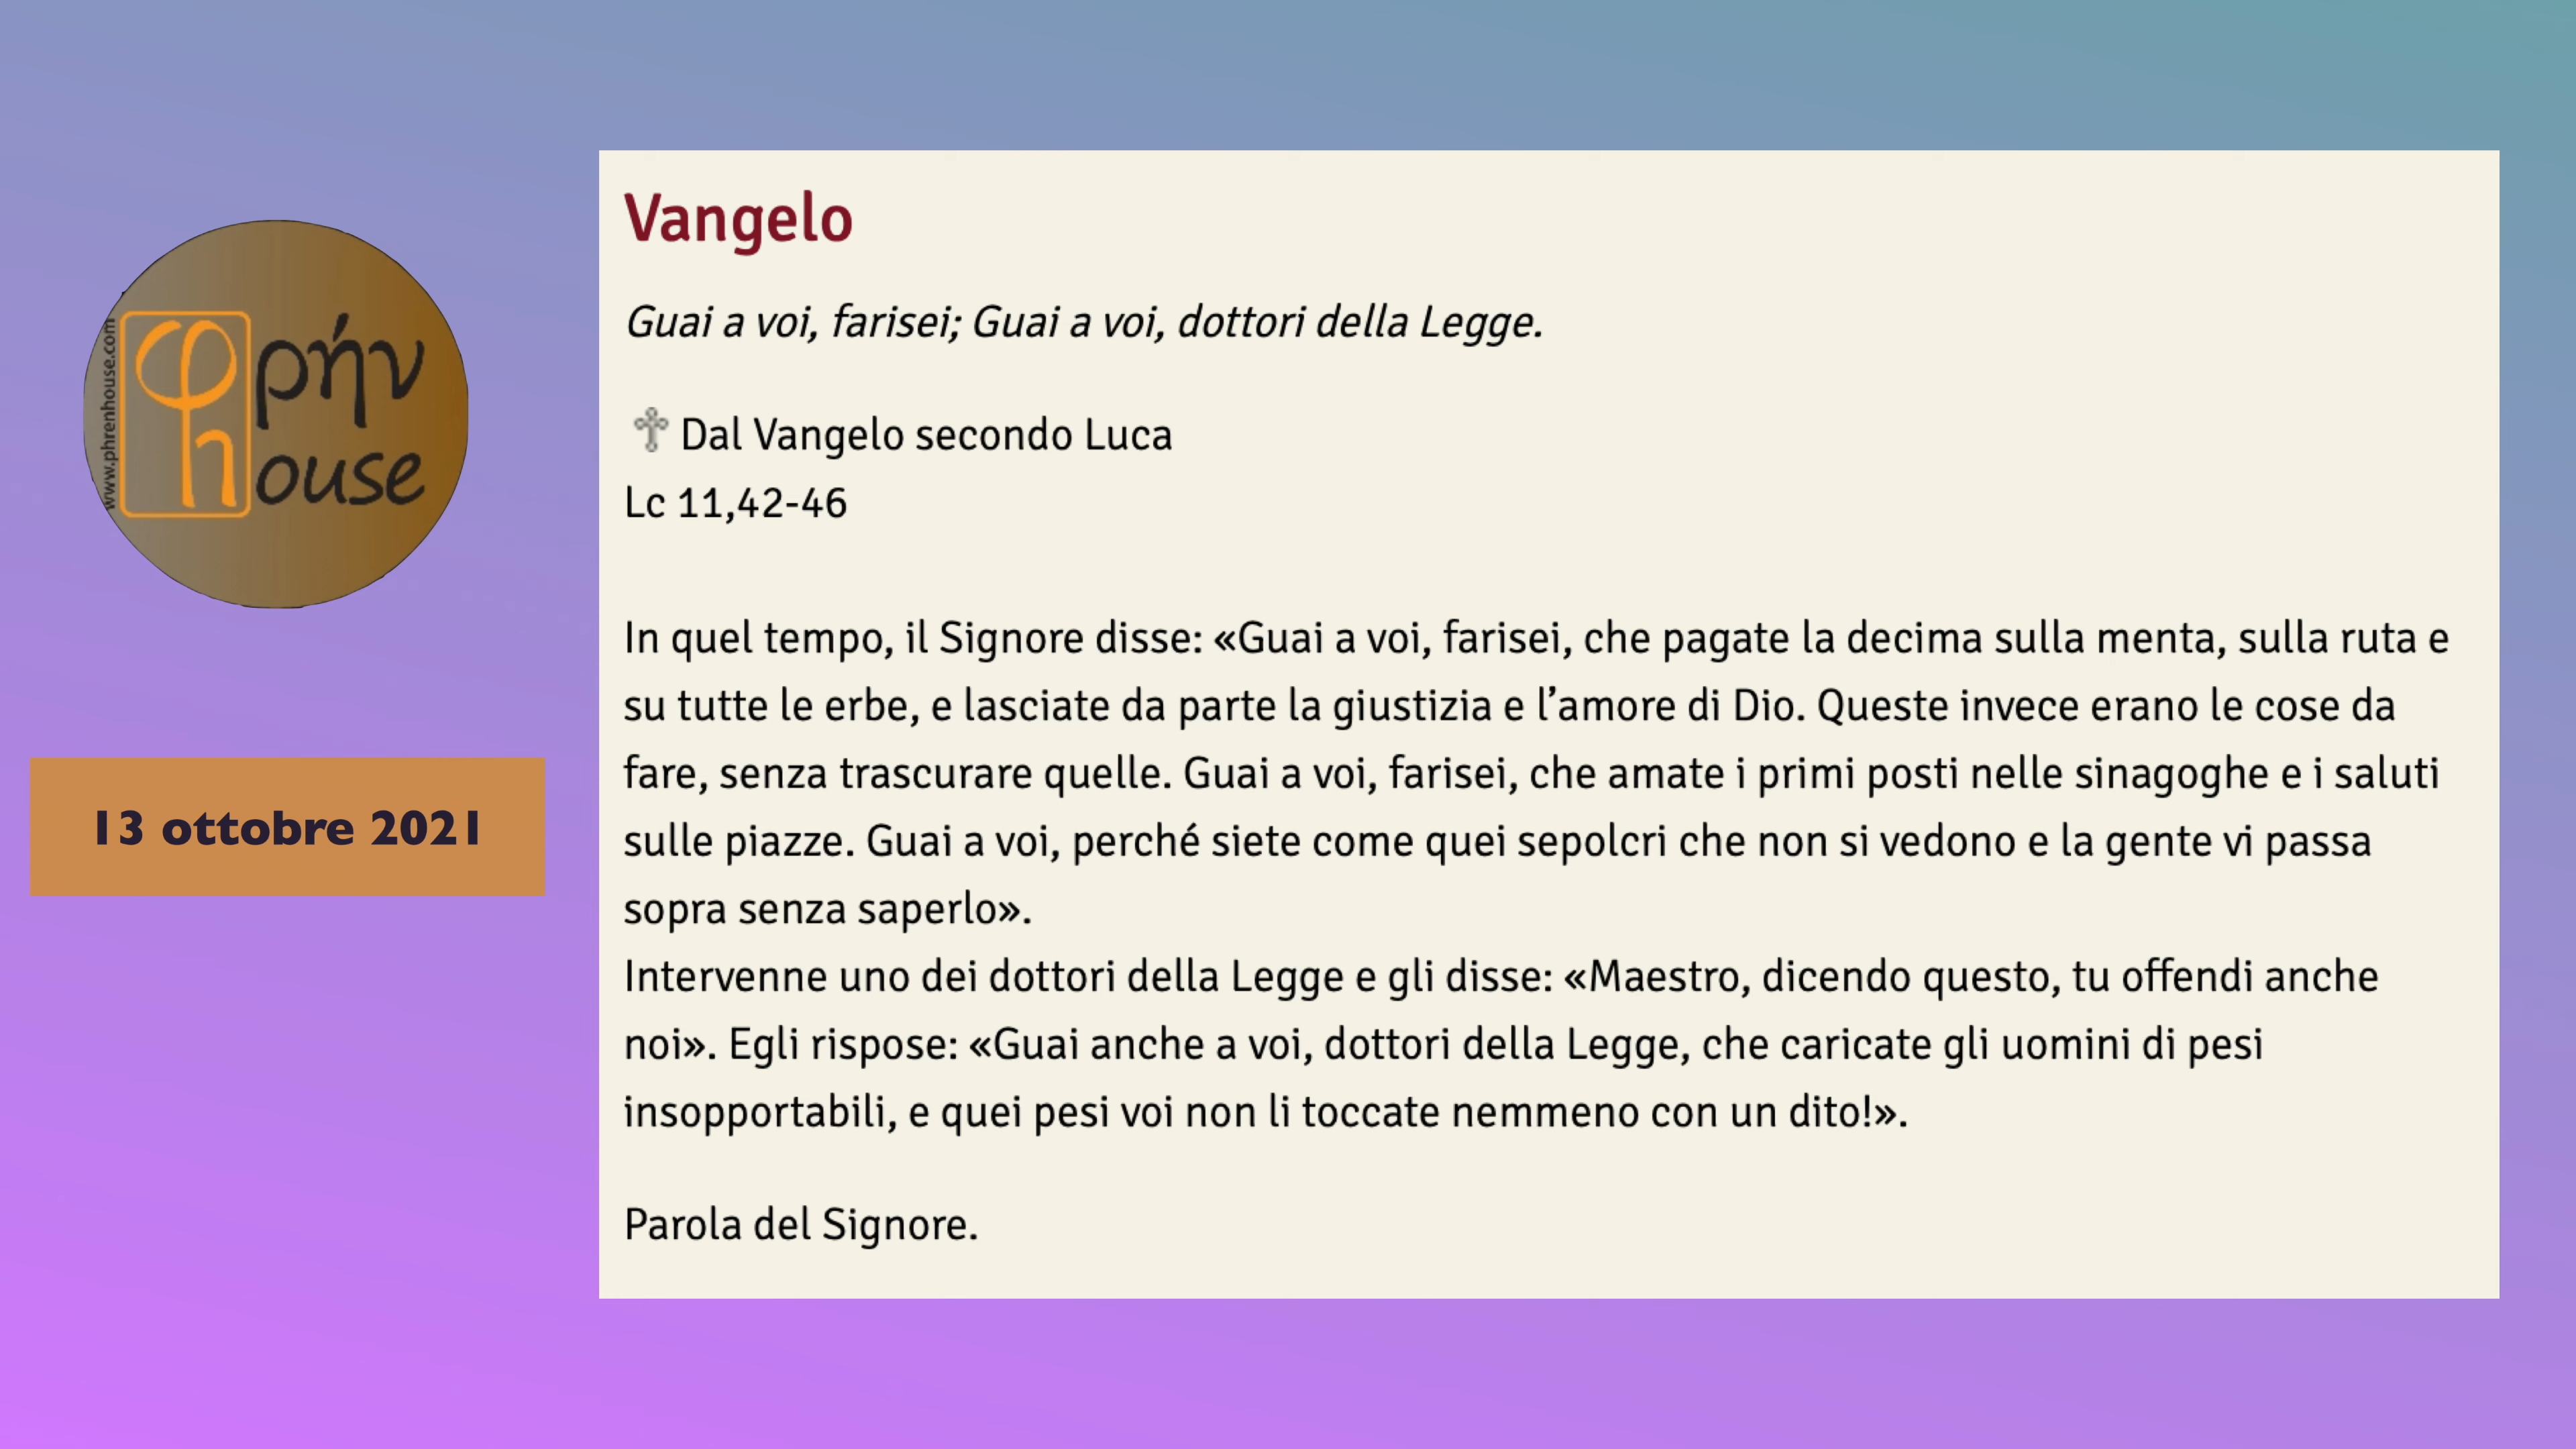 www.phrenhouse.com
φρήν
house
13 ottobre 2021
Vangelo
Guai a voi, farisei; Guai a voi, dottori della Legge.
Dal Vangelo secondo Luca
Lc 11,42-46
In quel tempo, il Signore disse: «Guai a voi, farisei, che pagate la decima sulla menta, sulla ruta e
su tutte le erbe, e lasciate da parte la giustizia e l’amore di Dio. Queste invece erano le cose da
fare, senza trascurare quelle. Guai a voi, farisei, che amate i primi posti nelle sinagoghe e i saluti
sulle piazze. Guai a voi, perché siete come quei sepolcri che non si vedono e la gente vi passa
sopra senza saperlo».
Intervenne uno dei dottori della Legge e gli disse: «Maestro, dicendo questo, tu offendi anche
noi». Egli rispose: «Guai anche a voi, dottori della Legge, che caricate gli uomini di pesi
insopportabili, e quei pesi voi non li toccate nemmeno con un dito!».
Parola del Signore.